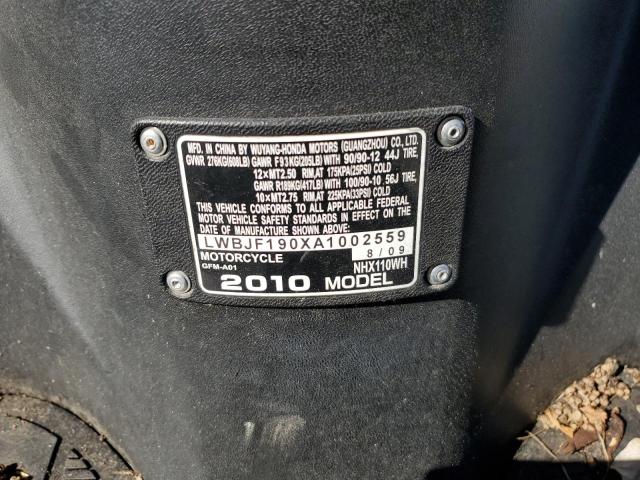 MFD. IN CHINA BY WUYANG-HONDA MOTORS (GUANGZHOU) CO., LTD.
GVWR 276KG(608LB) GAWR F93KG(205LB)WITH 90/90-12 44J TIRE,
12×MT2.50 RIM, AT 175KPA(25PSI) COLD.
GAWR R189KG(417LB)WITH 100/90-10 56J TIRE,
10×MT2.75 RIM, AT 225KPA(33PSI) COLD.
THIS VEHICLE CONFORMS TO ALL APPLICABLE FEDERAL
MOTOR VEHICLE SAFETY STANDARDS IN EFFECT ON THE
DATE OF MANUFACTURE SHOWN ABOVE.
LWBJF190XA1002559
MOTORCYCLE 8/09
GFM-A01 NHX110WH
2010 MODEL